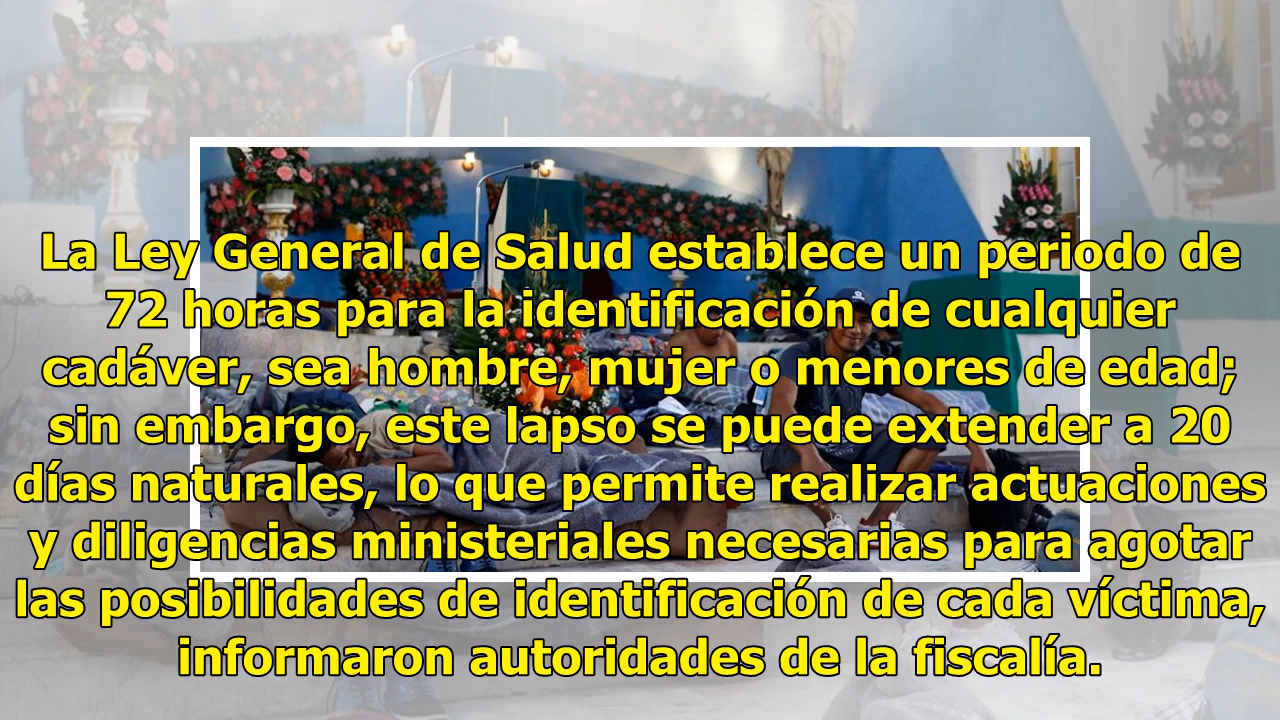 La Ley General de Salud establece un periodo de
72 horas para la identificación de cualquier
cadáver, sea hombre, mujer o menores de edad;
sin embargo, este lapso se puede extender a 20
días naturales, lo que permite realizar actuaciones
y diligencias ministeriales necesarias para agotar
las posibilidades de identificación de cada víctima,
informaron autoridades de la fiscalía.